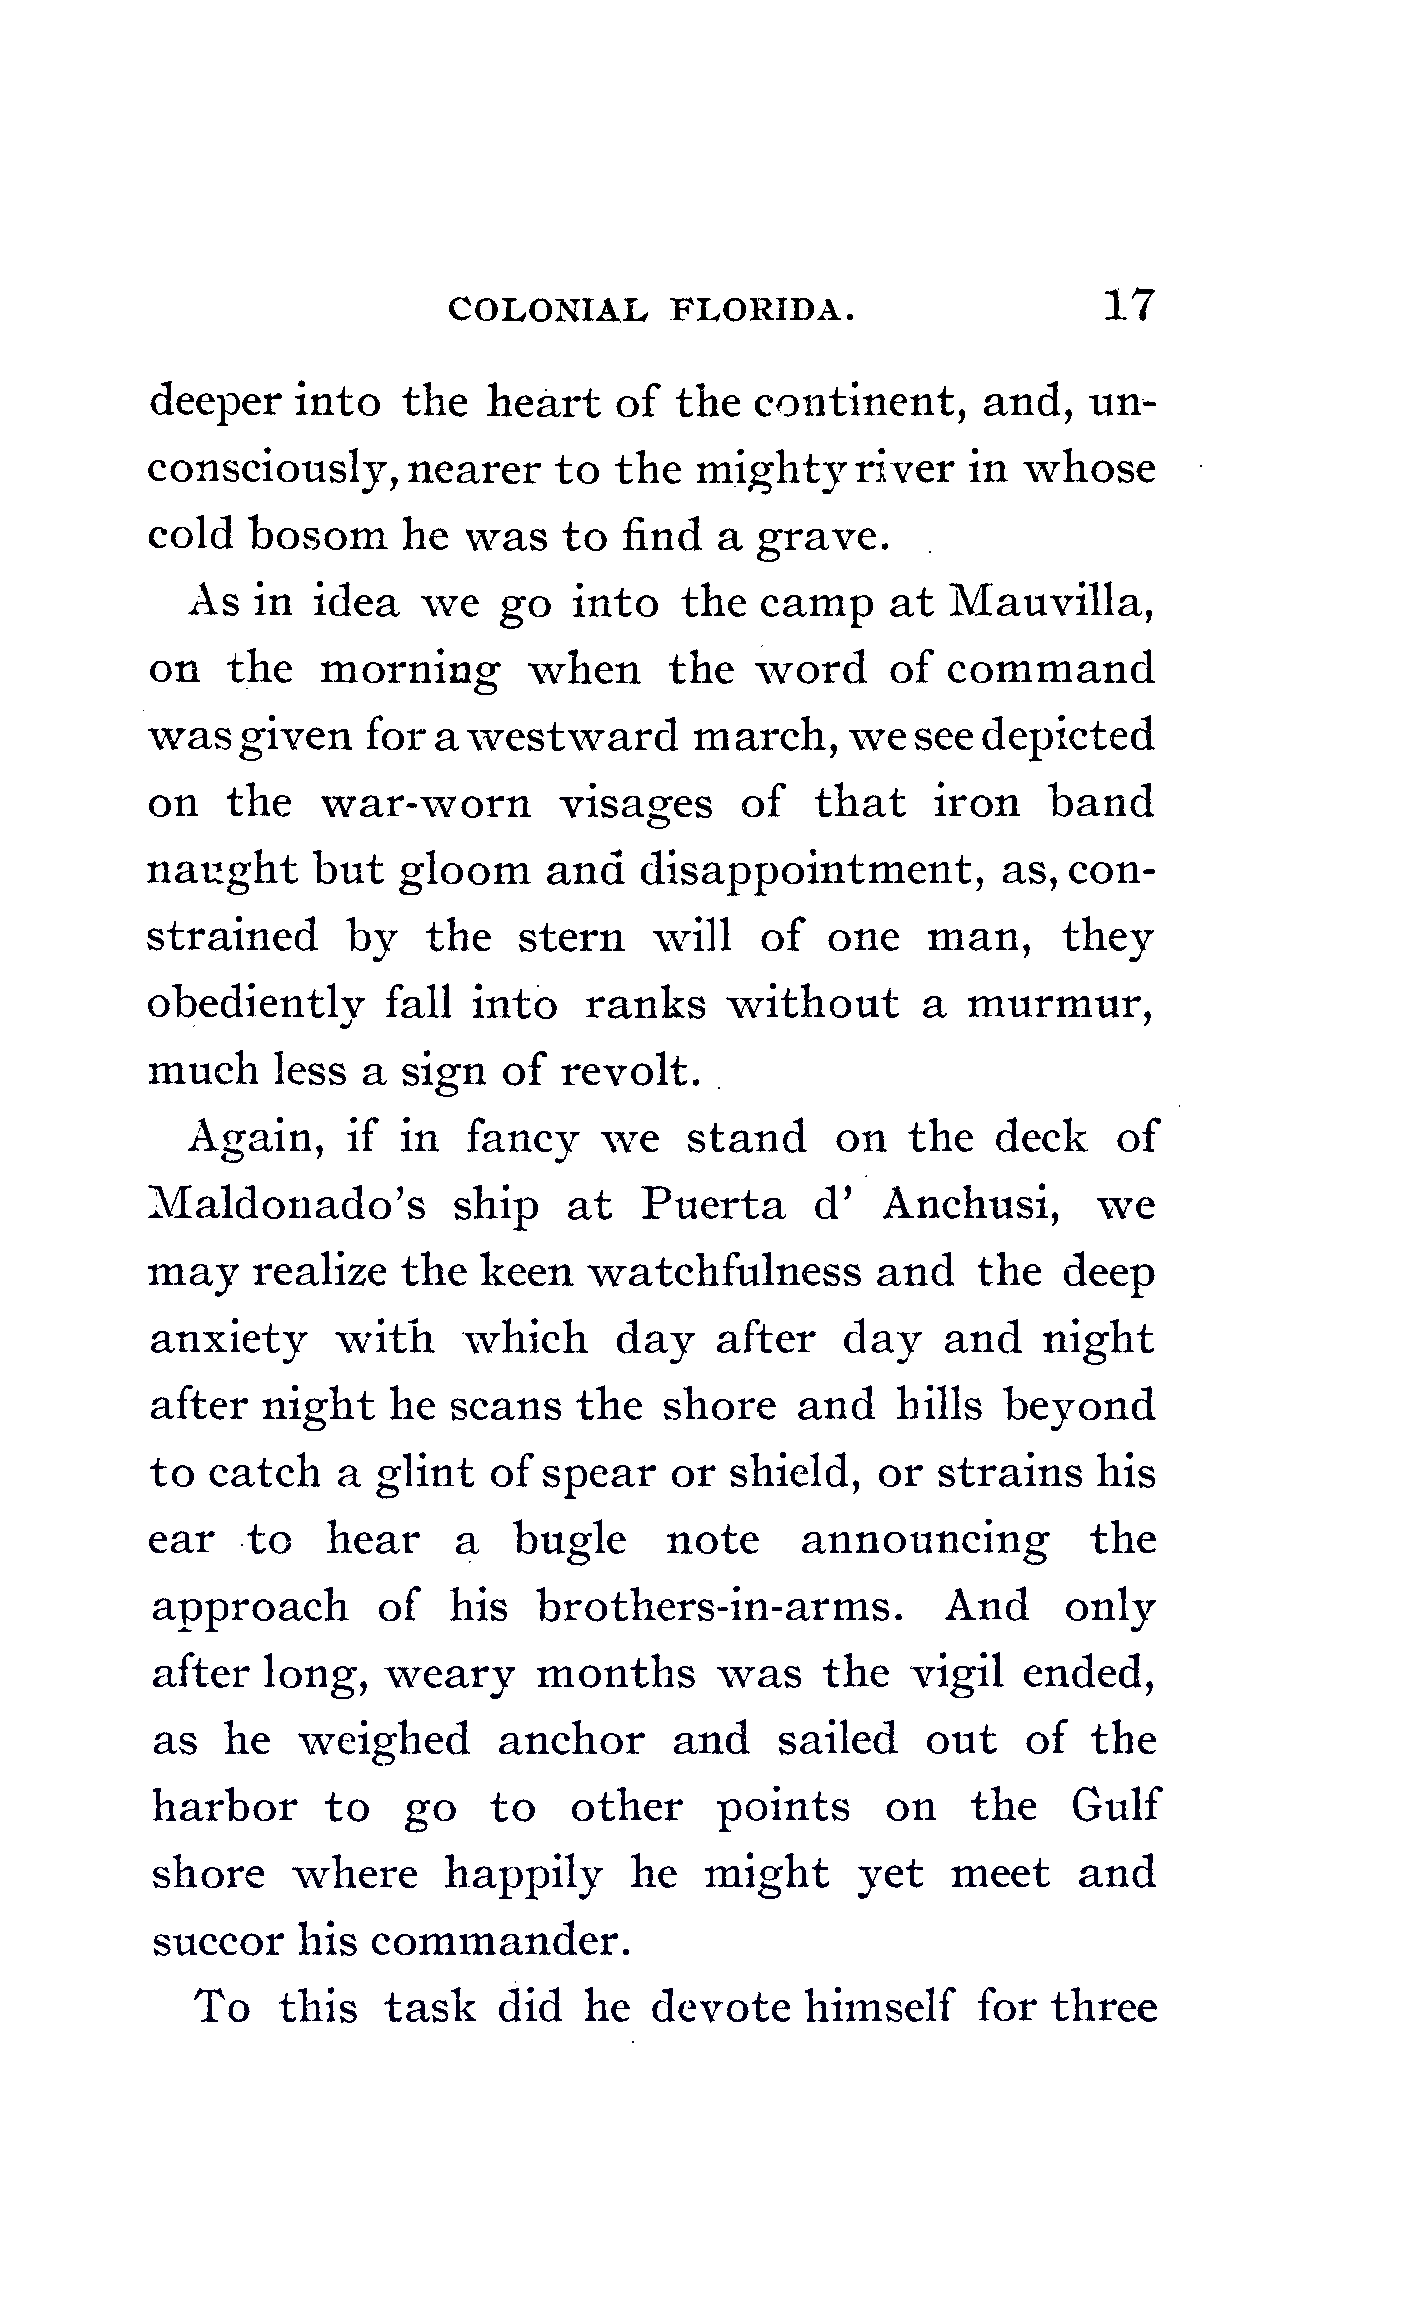 COLONIAL FLORIDA. 17
deeper into the heart of the continent, and, un-
consciously, nearer to the mighty river in whose
cold bosom he was to find a grave.
As in idea we go into the camp at Mauvilla,
on the morning when the word of command
was given for a westward march, we see depicted
on the war-worn visages of that iron band
naught but gloom and disappointment, as, con-
strained by the stern will of one man, they
obediently fall into ranks without a murmur,
much less a sign of revolt.
Again, if in fancy we stand on the deck of
Maldonado's ship at Puerta d' Anchusi, we
may realize the keen watchfulness and the deep
anxiety with which day after day and night
after night he scans the shore and hills beyond
to catch a glint of spear or shield, or strains his
ear to hear a bugle note announcing the
approach of his brothers-in-arms. And only
after long, weary months was the vigil ended,
as he weighed anchor and sailed out of the
harbor to go to other points on the Gulf
shore where happily he might yet meet and
succor his commander.
To this task did he devote himself for three